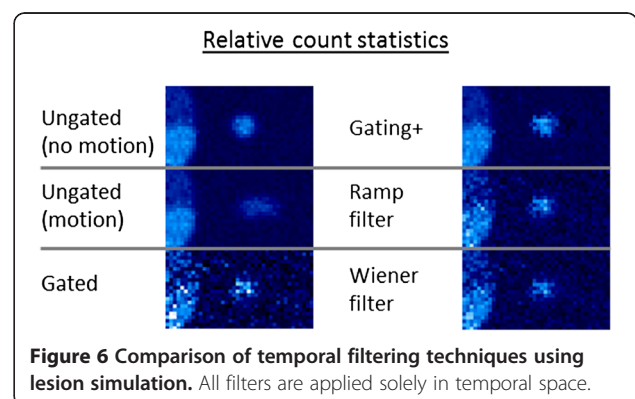 Relative count statistics
Ungated
(no motion)
Gating+
Ungated
(motion)
Ramp
filter
Gated
Wiener
filter
Figure 6 Comparison of temporal filtering techniques using
lesion simulation. All filters are applied solely in temporal space.